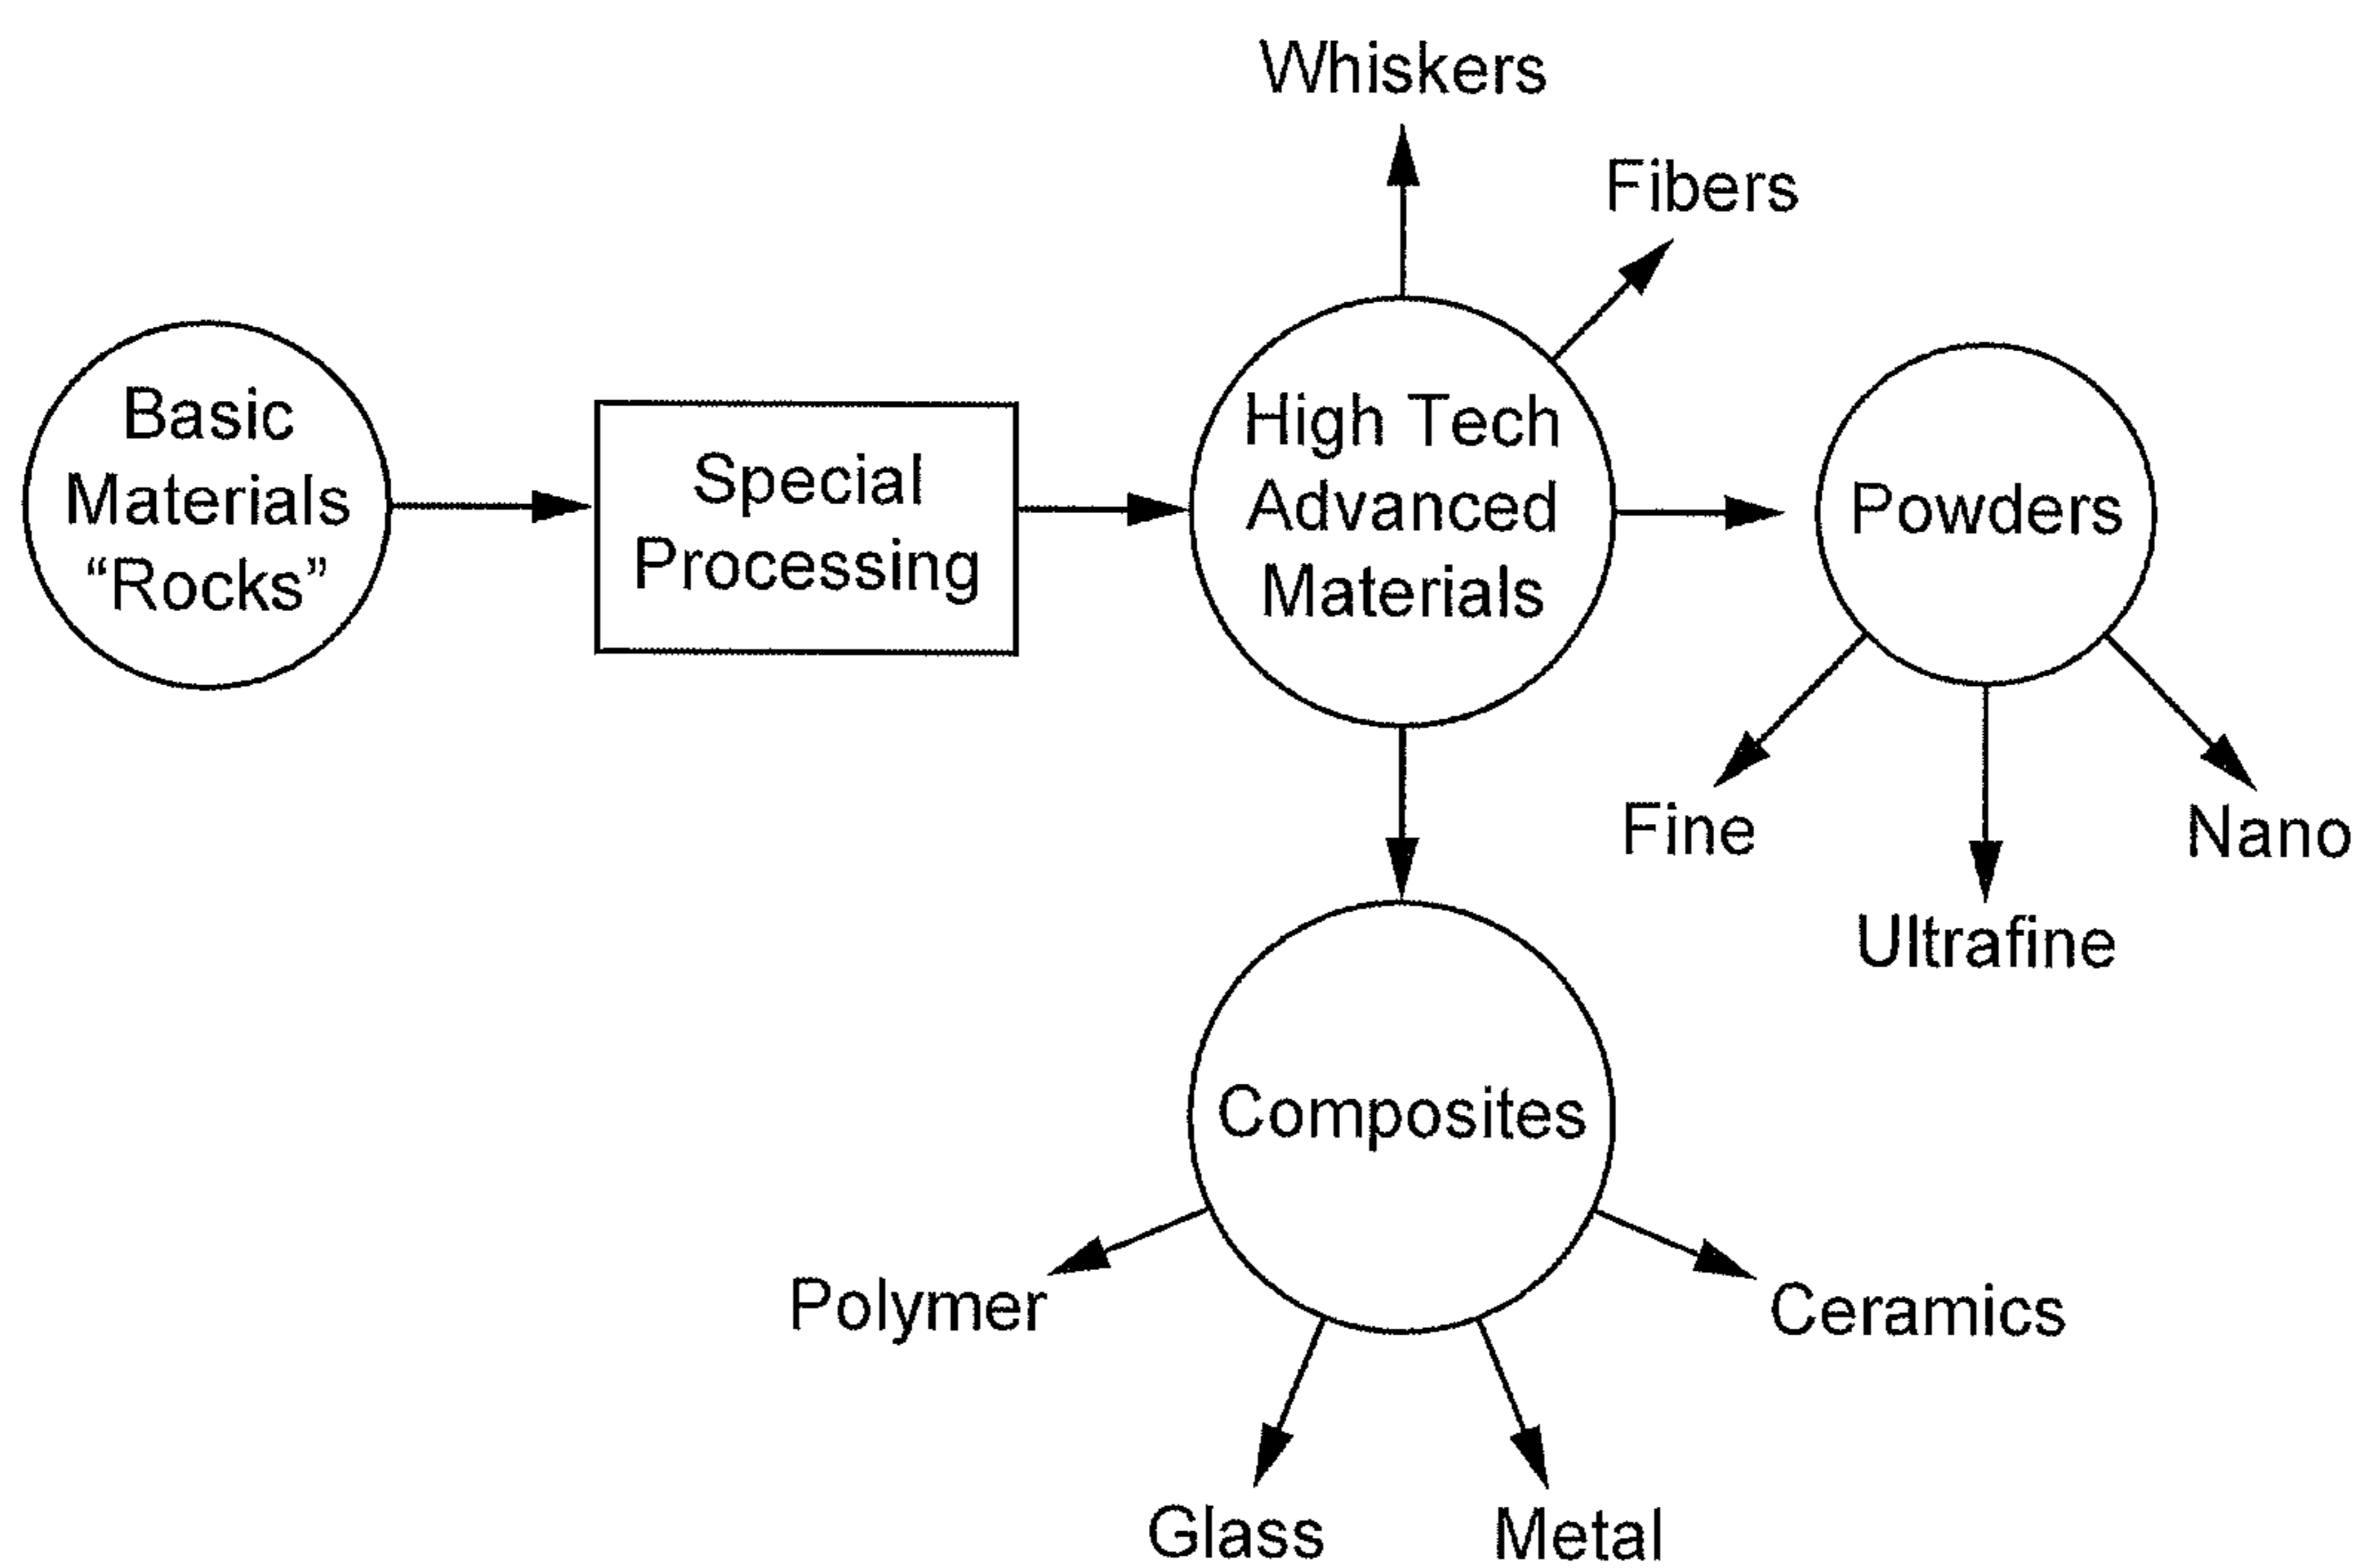 Whiskers
Fibers
Basic
Materials
“Rocks”
Special
Processing
High Tech
Advanced
Materials
Powders
Fine
Nano
Ultrafine
Composites
Polymer
Ceramics
Glass
Metal